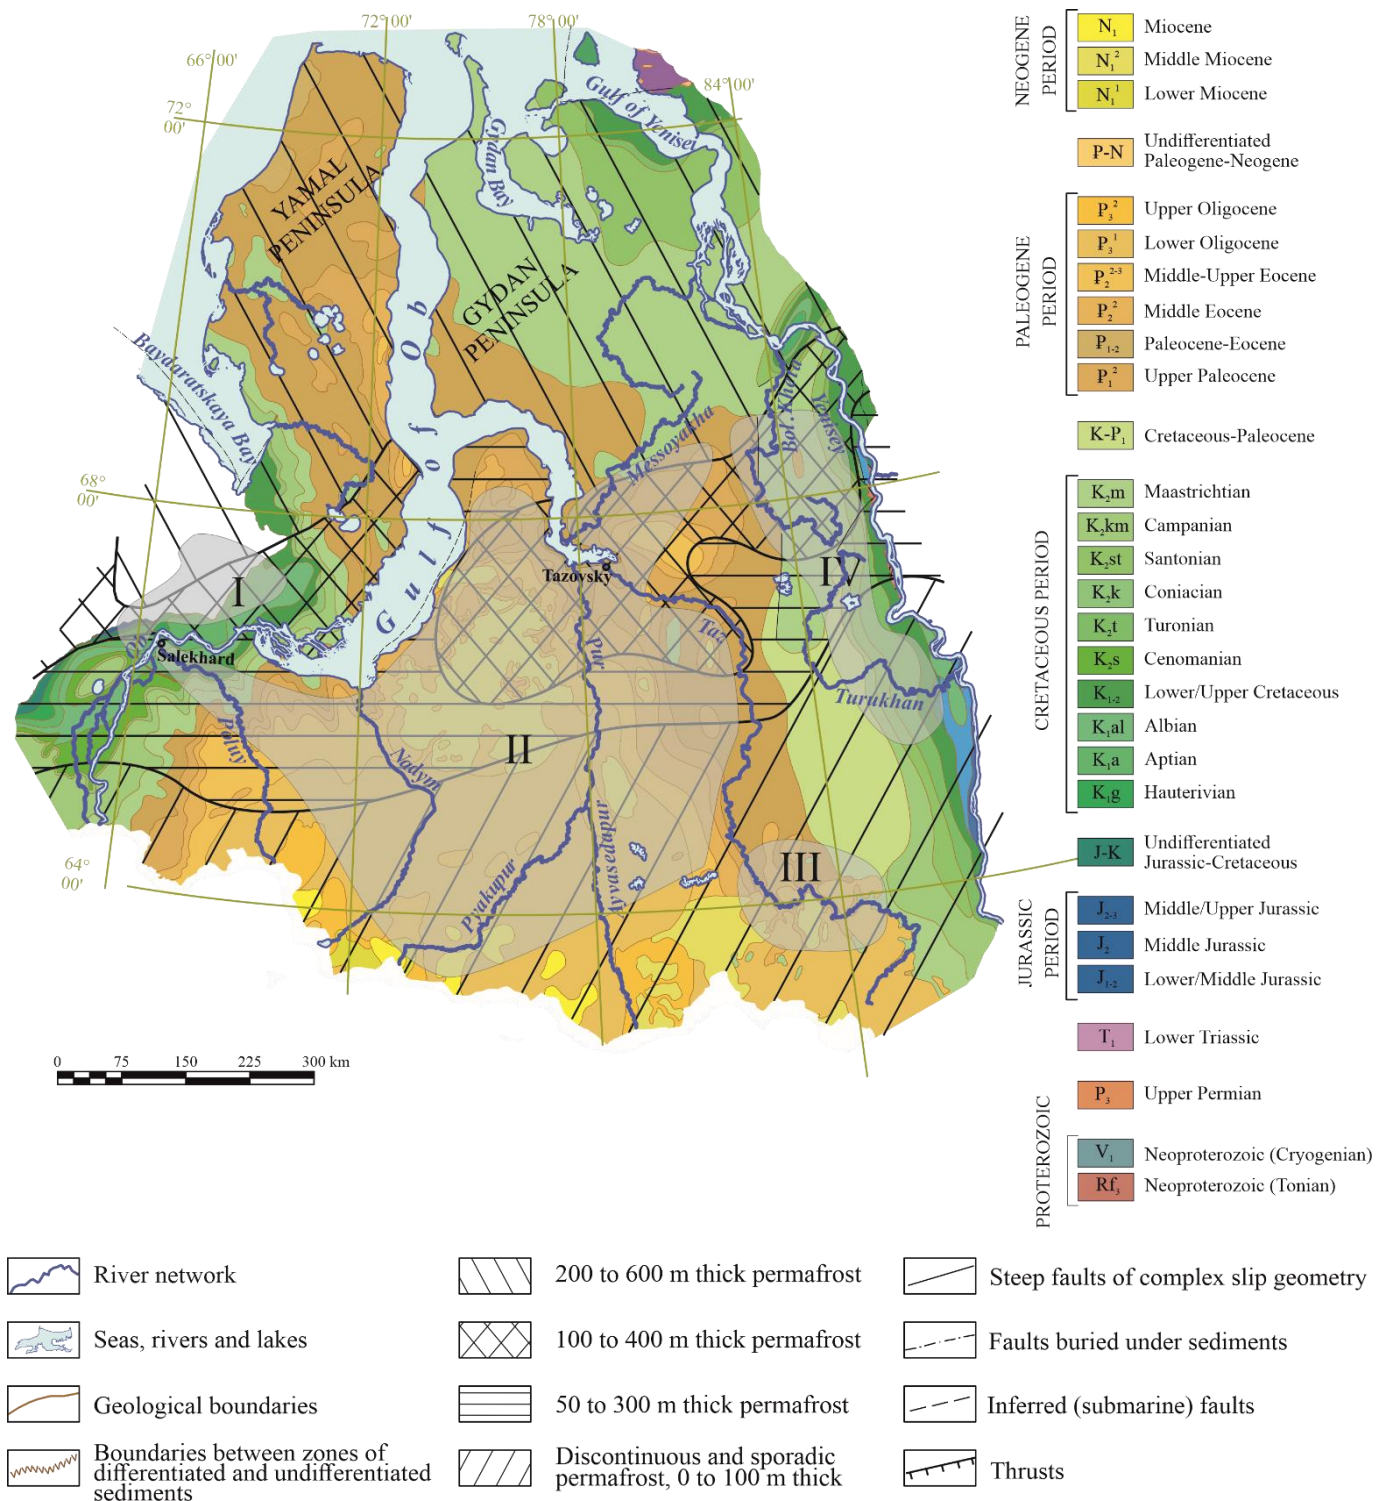 66°00'
72°00'
78°00'
84°00'
72°
00'
68°
00'
64°
00'
YAMAL
PENINSULA
GYDAN
PENINSULA
Gydan Bay
Gulf of Yenisei
Baydaratskaya Bay
Gulf of Ob
Messoyakha
Bol. Kheta
Yenisey
Tazovsky
Taz
Pur
Turukhan
Ob
Salekhard
Poluy
Nadym
Pyakupur
Ayvasedapur
I
II
III
IV
0 75 150 225 300 km
NEOGENE
PERIOD
N₁ Miocene
N₁² Middle Miocene
N₁¹ Lower Miocene
P-N Undifferentiated
Paleogene-Neogene
PALEOGENE
PERIOD
P₃² Upper Oligocene
P₃¹ Lower Oligocene
P₂²⁻³ Middle-Upper Eocene
P₂² Middle Eocene
P₁₋₂ Paleocene-Eocene
P₁² Upper Paleocene
K-P₁ Cretaceous-Paleocene
CRETACEOUS PERIOD
K₂m Maastrichtian
K₂km Campanian
K₂st Santonian
K₂k Coniacian
K₂t Turonian
K₂s Cenomanian
K₁₋₂ Lower/Upper Cretaceous
K₁al Albian
K₁a Aptian
K₁g Hauterivian
J-K Undifferentiated
Jurassic-Cretaceous
JURASSIC
PERIOD
J₂₋₃ Middle/Upper Jurassic
J₂ Middle Jurassic
J₁₋₂ Lower/Middle Jurassic
T₁ Lower Triassic
P₃ Upper Permian
PROTEROZOIC
V₁ Neoproterozoic (Cryogenian)
Rf₃ Neoproterozoic (Tonian)
River network
Seas, rivers and lakes
Geological boundaries
Boundaries between zones of
differentiated and undifferentiated
sediments
200 to 600 m thick permafrost
100 to 400 m thick permafrost
50 to 300 m thick permafrost
Discontinuous and sporadic
permafrost, 0 to 100 m thick
Steep faults of complex slip geometry
Faults buried under sediments
Inferred (submarine) faults
Thrusts